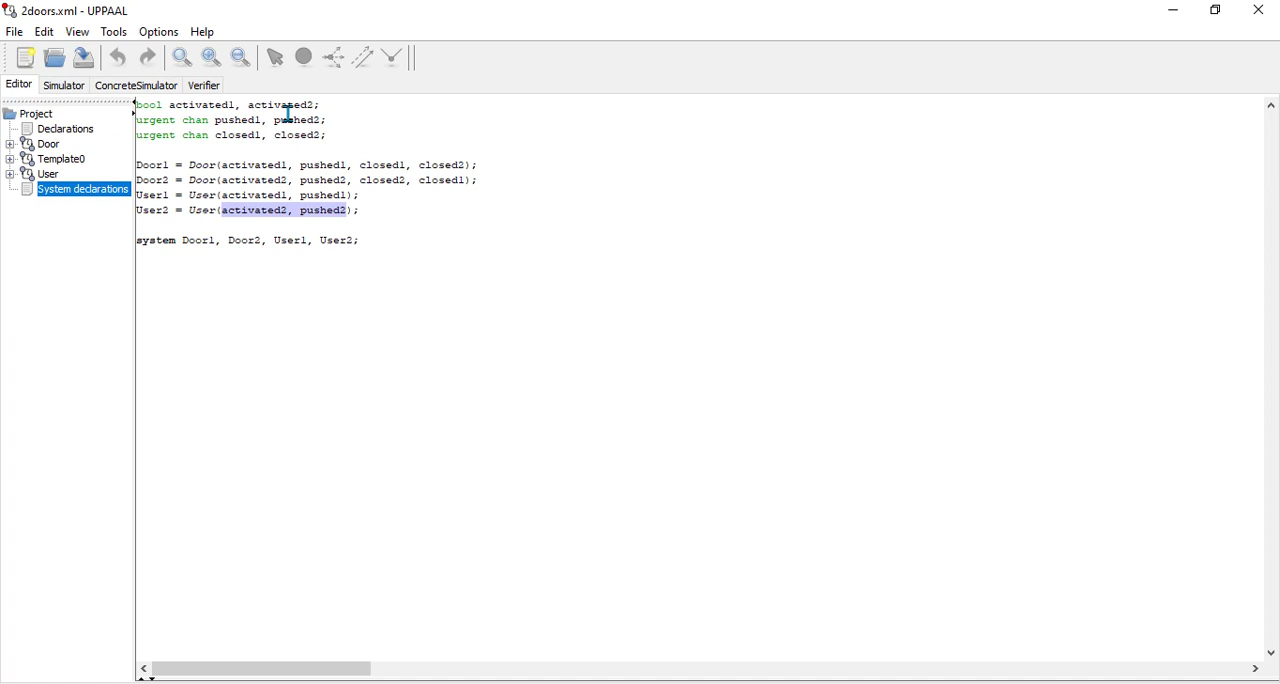 2doors.xml - UPPAAL
File Edit View Tools Options Help
Editor Simulator ConcreteSimulator Verifier
Project
Declarations
Door
Template0
User
System declarations
bool activated1, activated2;
urgent chan pushed1, pushed2;
urgent chan closed1, closed2;
Door1 = Door(activated1, pushed1, closed1, closed2);
Door2 = Door(activated2, pushed2, closed2, closed1);
User1 = User(activated1, pushed1);
User2 = User(activated2, pushed2);
system Door1, Door2, User1, User2;